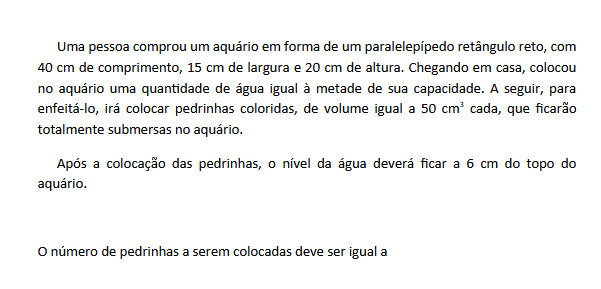 Uma pessoa comprou um aquário em forma de um paralelepípedo retângulo reto, com
40 cm de comprimento, 15 cm de largura e 20 cm de altura. Chegando em casa, colocou
no aquário uma quantidade de água igual à metade de sua capacidade. A seguir, para
enfeitá-lo, irá colocar pedrinhas coloridas, de volume igual a 50 cm³ cada, que ficarão
totalmente submersas no aquário.
Após a colocação das pedrinhas, o nível da água deverá ficar a 6 cm do topo do
aquário.
O número de pedrinhas a serem colocadas deve ser igual a